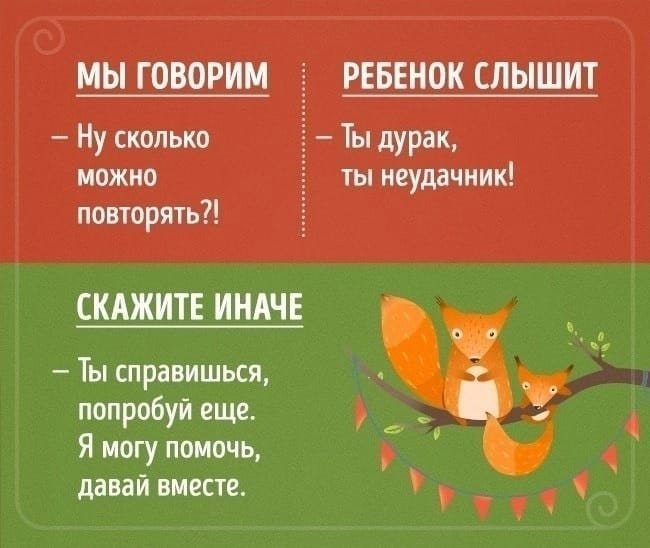 МЫ ГОВОРИМ
– Ну сколько
можно
повторять?!
РЕБЕНОК СЛЫШИТ
– Ты дурак,
ты неудачник!
СКАЖИТЕ ИНАЧЕ
– Ты справишься,
попробуй еще.
Я могу помочь,
давай вместе.